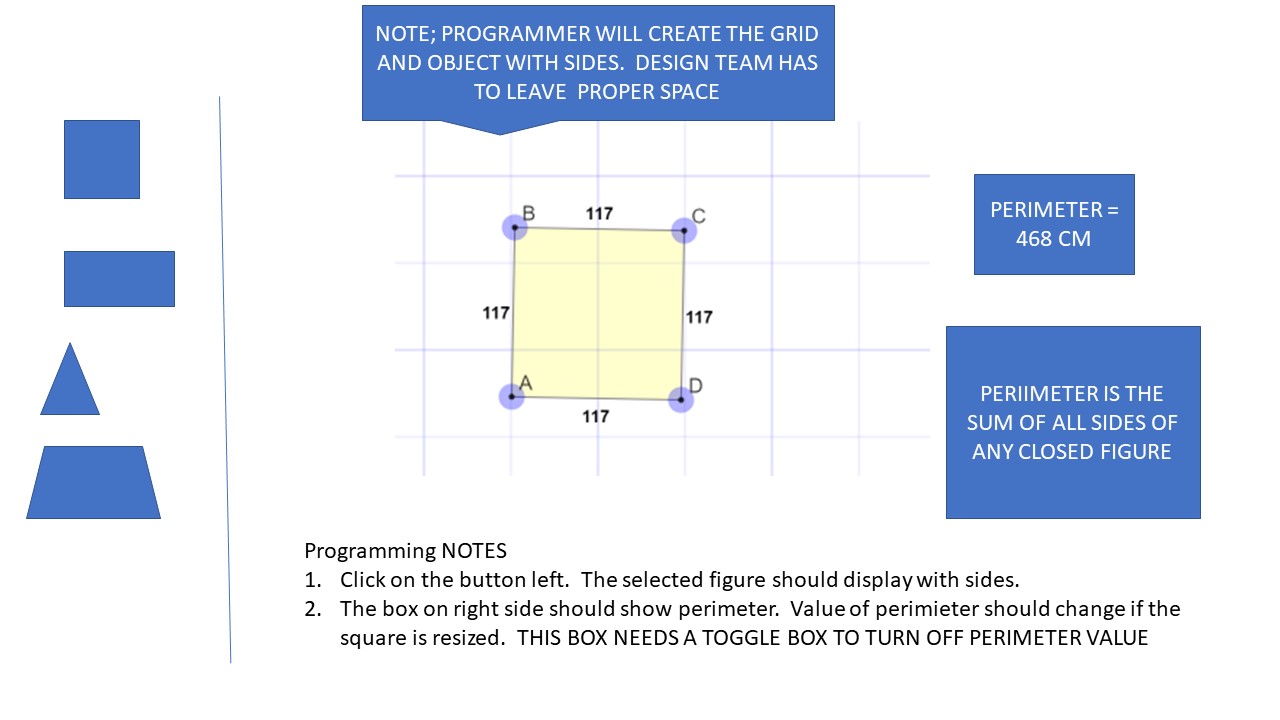 NOTE; PROGRAMMER WILL CREATE THE GRID
AND OBJECT WITH SIDES.  DESIGN TEAM HAS
TO LEAVE  PROPER SPACE
B
117
C
117
117
A
D
117
PERIMETER =
468 CM
PERIIMETER IS THE
SUM OF ALL SIDES OF
ANY CLOSED FIGURE
Programming NOTES
1. Click on the button left.  The selected figure should display with sides.
2. The box on right side should show perimeter.  Value of perimieter should change if the
square is resized.  THIS BOX NEEDS A TOGGLE BOX TO TURN OFF PERIMETER VALUE